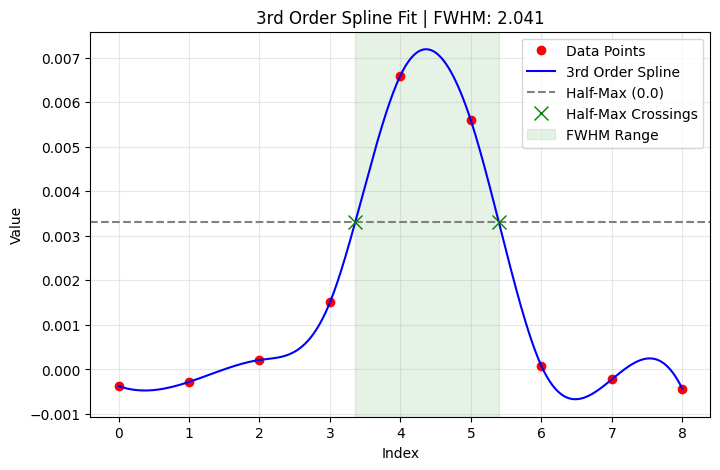 3rd Order Spline Fit | FWHM: 2.041
Data Points
3rd Order Spline
Half-Max (0.0)
Half-Max Crossings
FWHM Range
Value
0.007
0.006
0.005
0.004
0.003
0.002
0.001
0.000
−0.001
0 1 2 3 4 5 6 7 8
Index